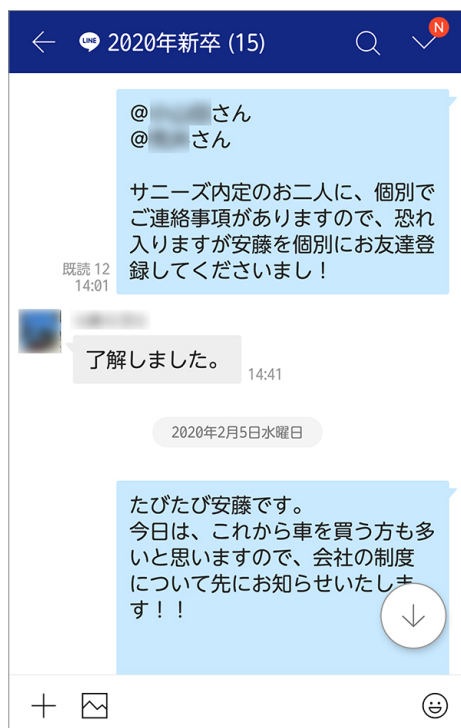 LINE 2020年新卒 (15)
N
@ さん
@ さん
サニーズ内定のお二人に、個別で
ご連絡事項がありますので、恐れ
入りますが安藤を個別にお友達登
録してくださいまし！
既読 12
14:01
了解しました。
14:41
2020年2月5日水曜日
たびたび安藤です。
今日は、これから車を買う方も多
いと思いますので、会社の制度
について先にお知らせいたしま
す！！